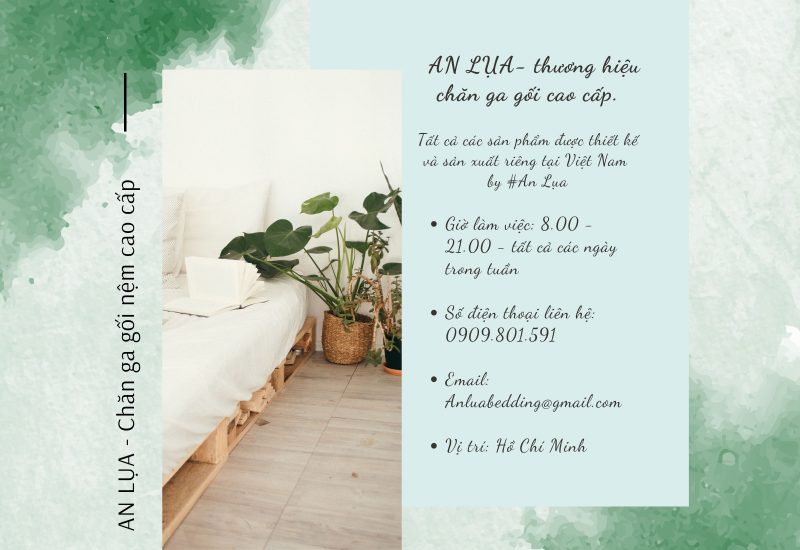 AN LỤA - Chăn ga gối nệm cao cấp
AN LỤA- thương hiệu
chăn ga gối cao cấp.
Tất cả các sản phẩm được thiết kế
và sản xuất riêng tại Việt Nam
by #An Lụa
• Giờ làm việc: 8.00 -
21.00 - tất cả các ngày
trong tuần
• Số điện thoại liên hệ:
0909.801.591
• Email:
Anluabedding@gmail.com
• Vị trí: Hồ Chí Minh